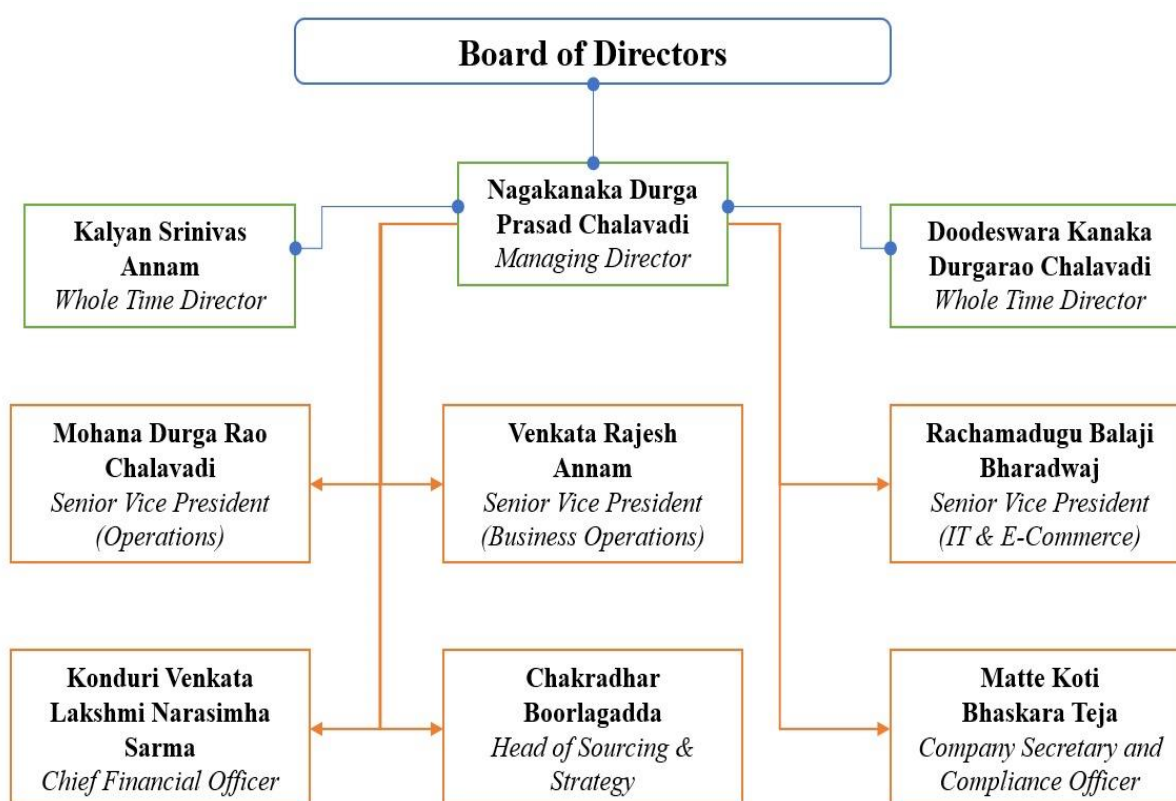 Board of Directors
Nagakanaka Durga
Prasad Chalavadi
Managing Director
Kalyan Srinivas
Annam
Whole Time Director
Doodeswara Kanaka
Durgarao Chalavadi
Whole Time Director
Mohana Durga Rao
Chalavadi
Senior Vice President
(Operations)
Venkata Rajesh
Annam
Senior Vice President
(Business Operations)
Rachamadugu Balaji
Bharadwaj
Senior Vice President
(IT & E-Commerce)
Konduri Venkata
Lakshmi Narasimha
Sarma
Chief Financial Officer
Chakradhar
Boorlagadda
Head of Sourcing &
Strategy
Matte Koti
Bhaskara Teja
Company Secretary and
Compliance Officer